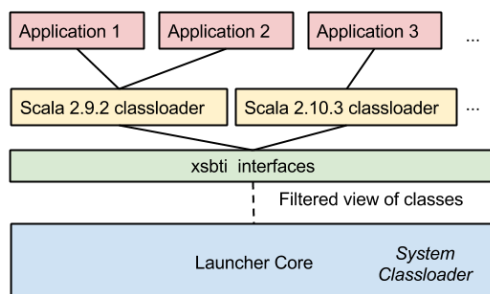 Application 1
Application 2
Application 3
...
Scala 2.9.2 classloader
Scala 2.10.3 classloader
...
xsbti interfaces
Filtered view of classes
Launcher Core
System
Classloader